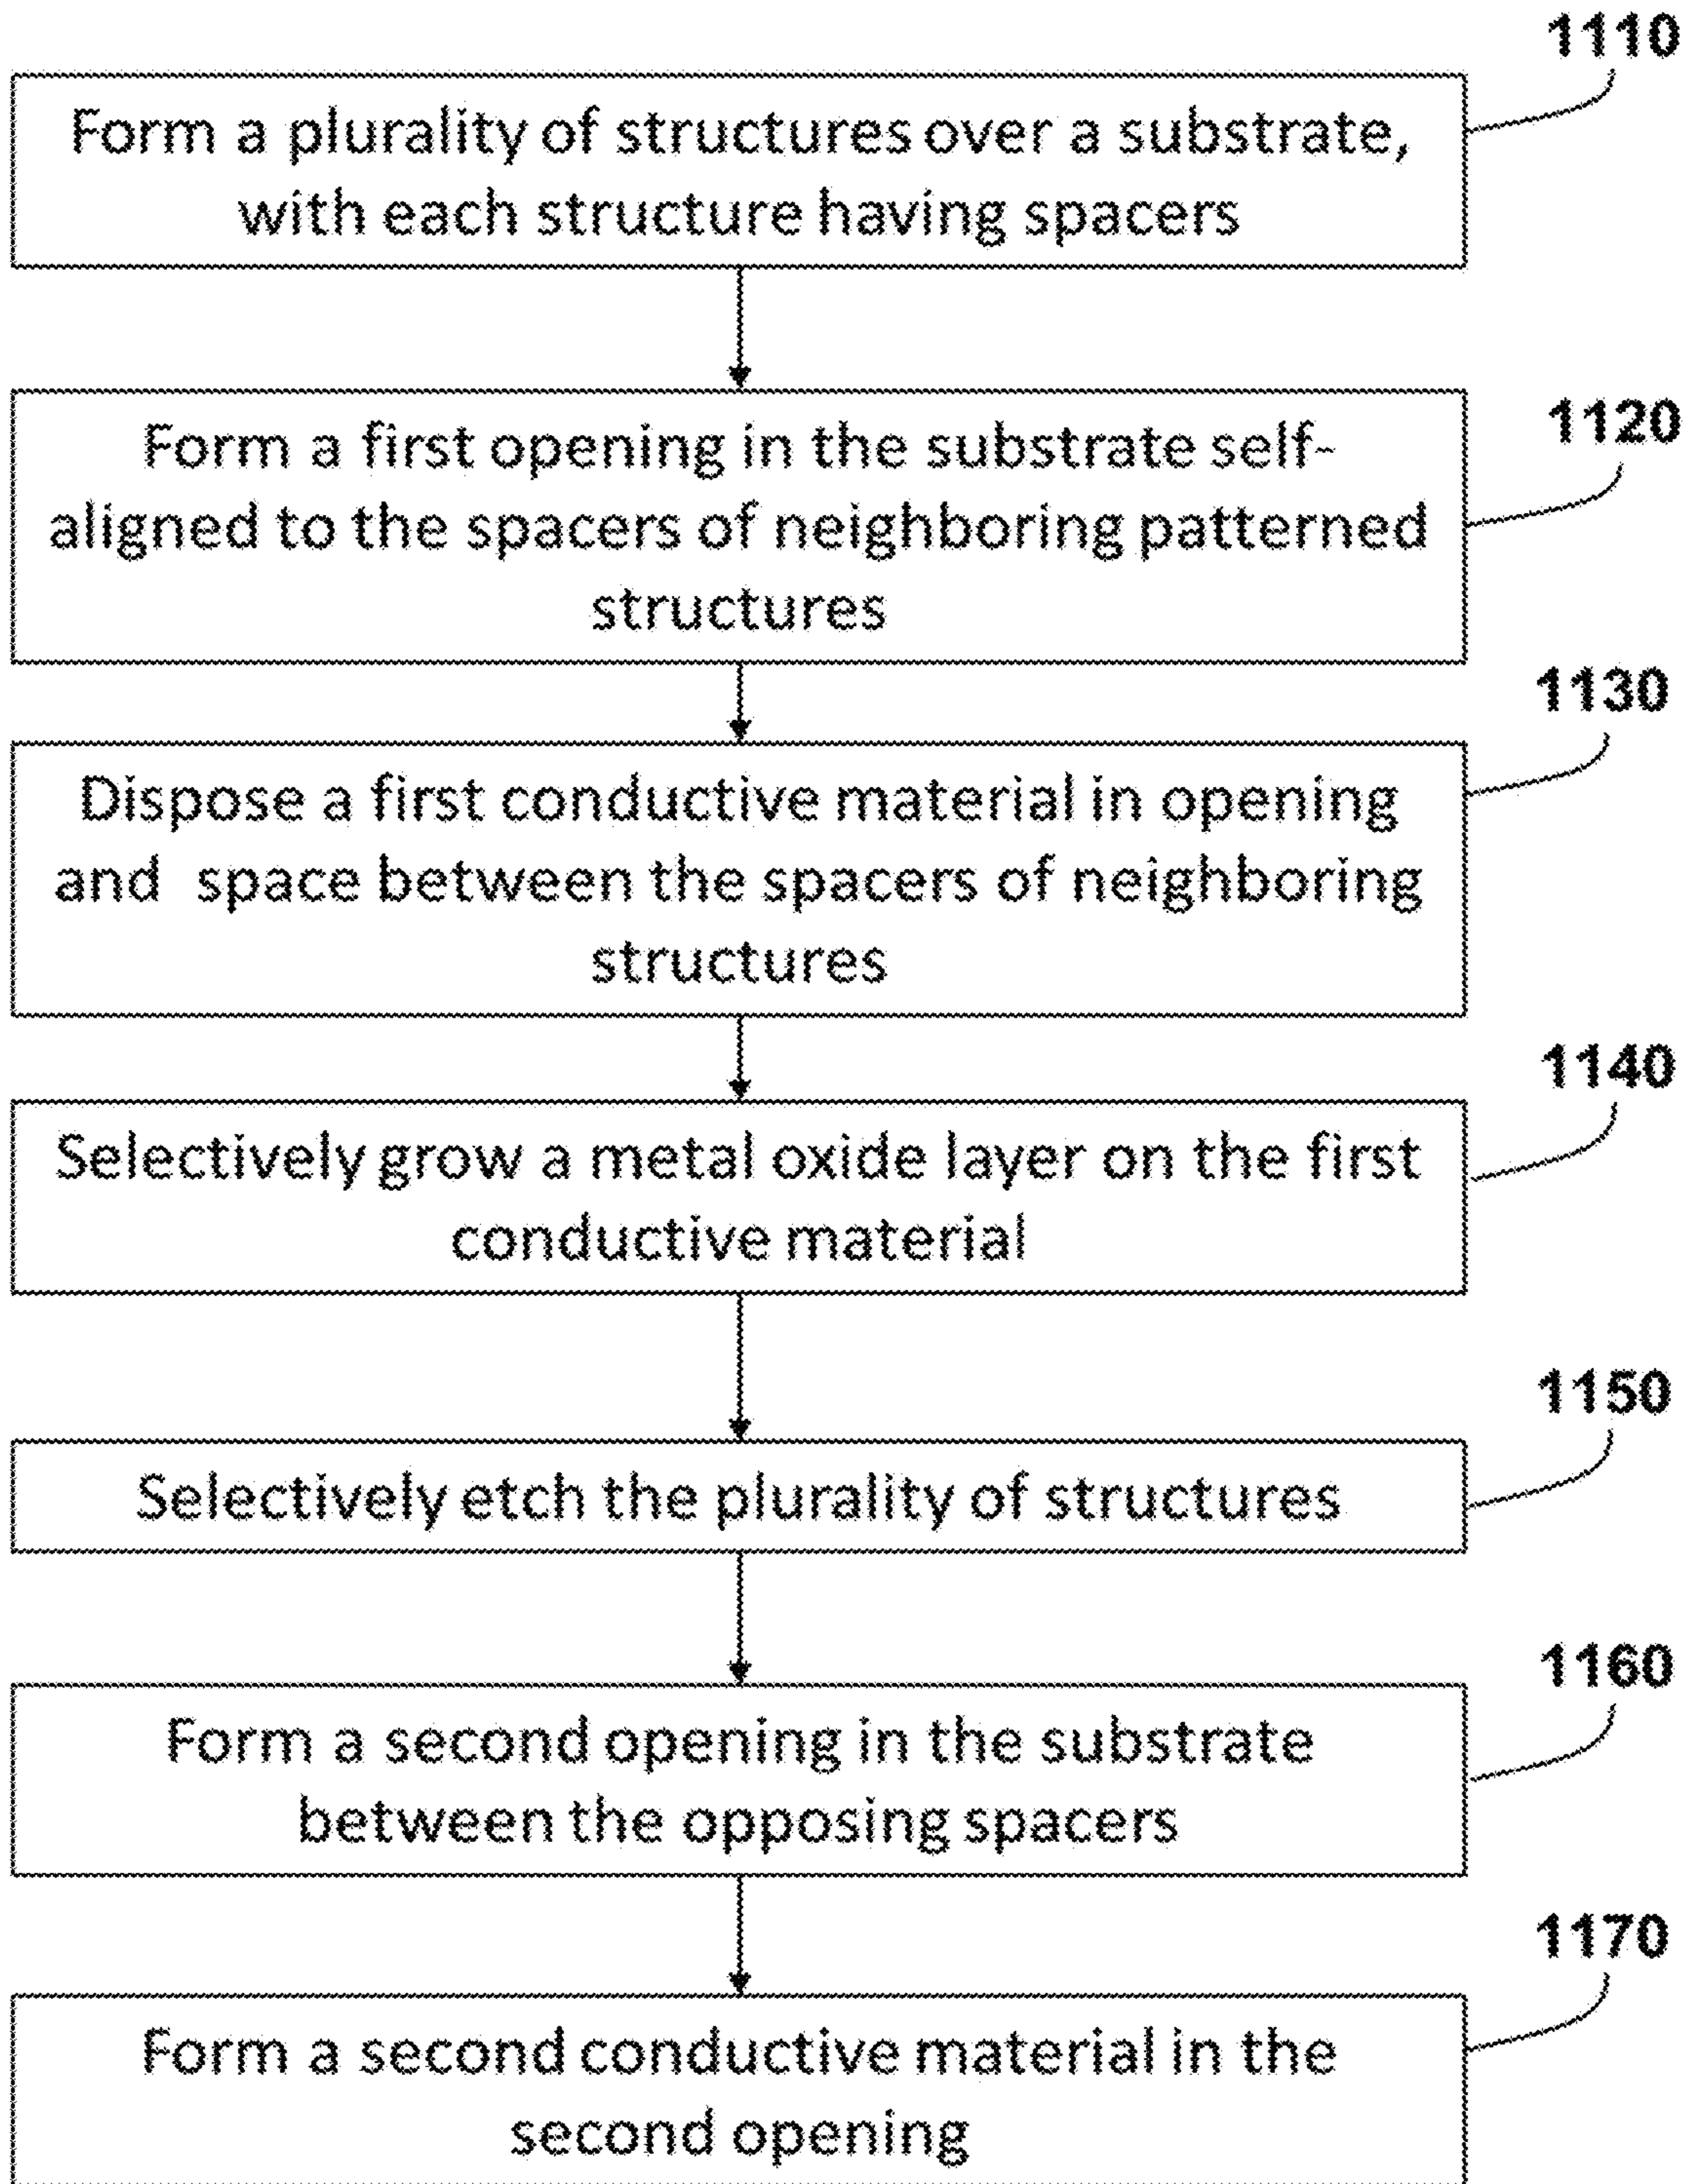 1110
Form a plurality of structures over a substrate,
with each structure having spacers
1120
Form a first opening in the substrate self-
aligned to the spacers of neighboring patterned
structures
1130
Dispose a first conductive material in opening
and space between the spacers of neighboring
structures
1140
Selectively grow a metal oxide layer on the first
conductive material
1150
Selectively etch the plurality of structures
1160
Form a second opening in the substrate
between the opposing spacers
1170
Form a second conductive material in the
second opening